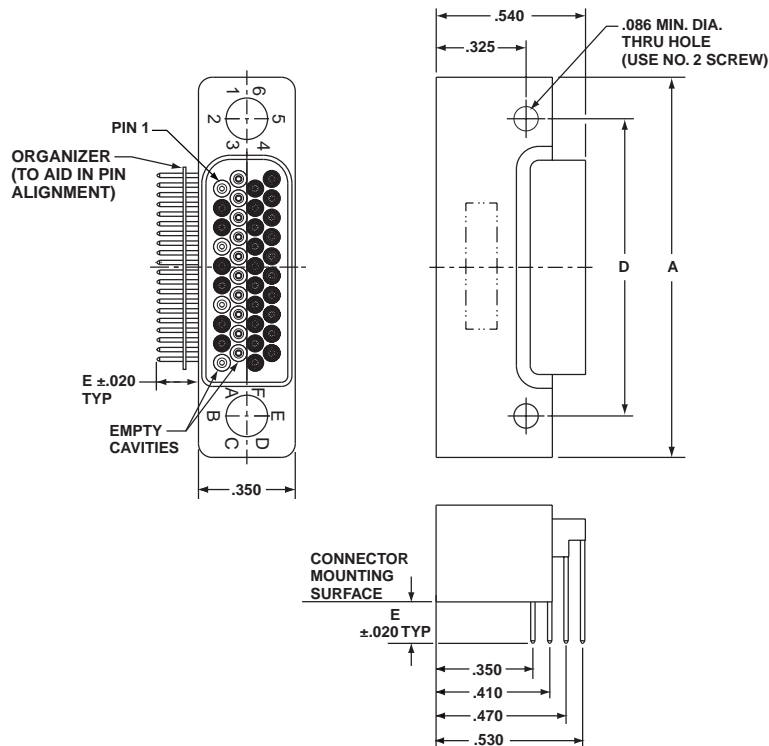 .540
.325
.086 MIN. DIA.
THRU HOLE
(USE NO. 2 SCREW)
1 6
2 5
3 4
PIN 1
ORGANIZER
(TO AID IN PIN
ALIGNMENT)
D
A
E ±.020
TYP
A F
B E
C D
EMPTY
CAVITIES
.350
CONNECTOR
MOUNTING
SURFACE
E
±.020 TYP
.350
.410
.470
.530